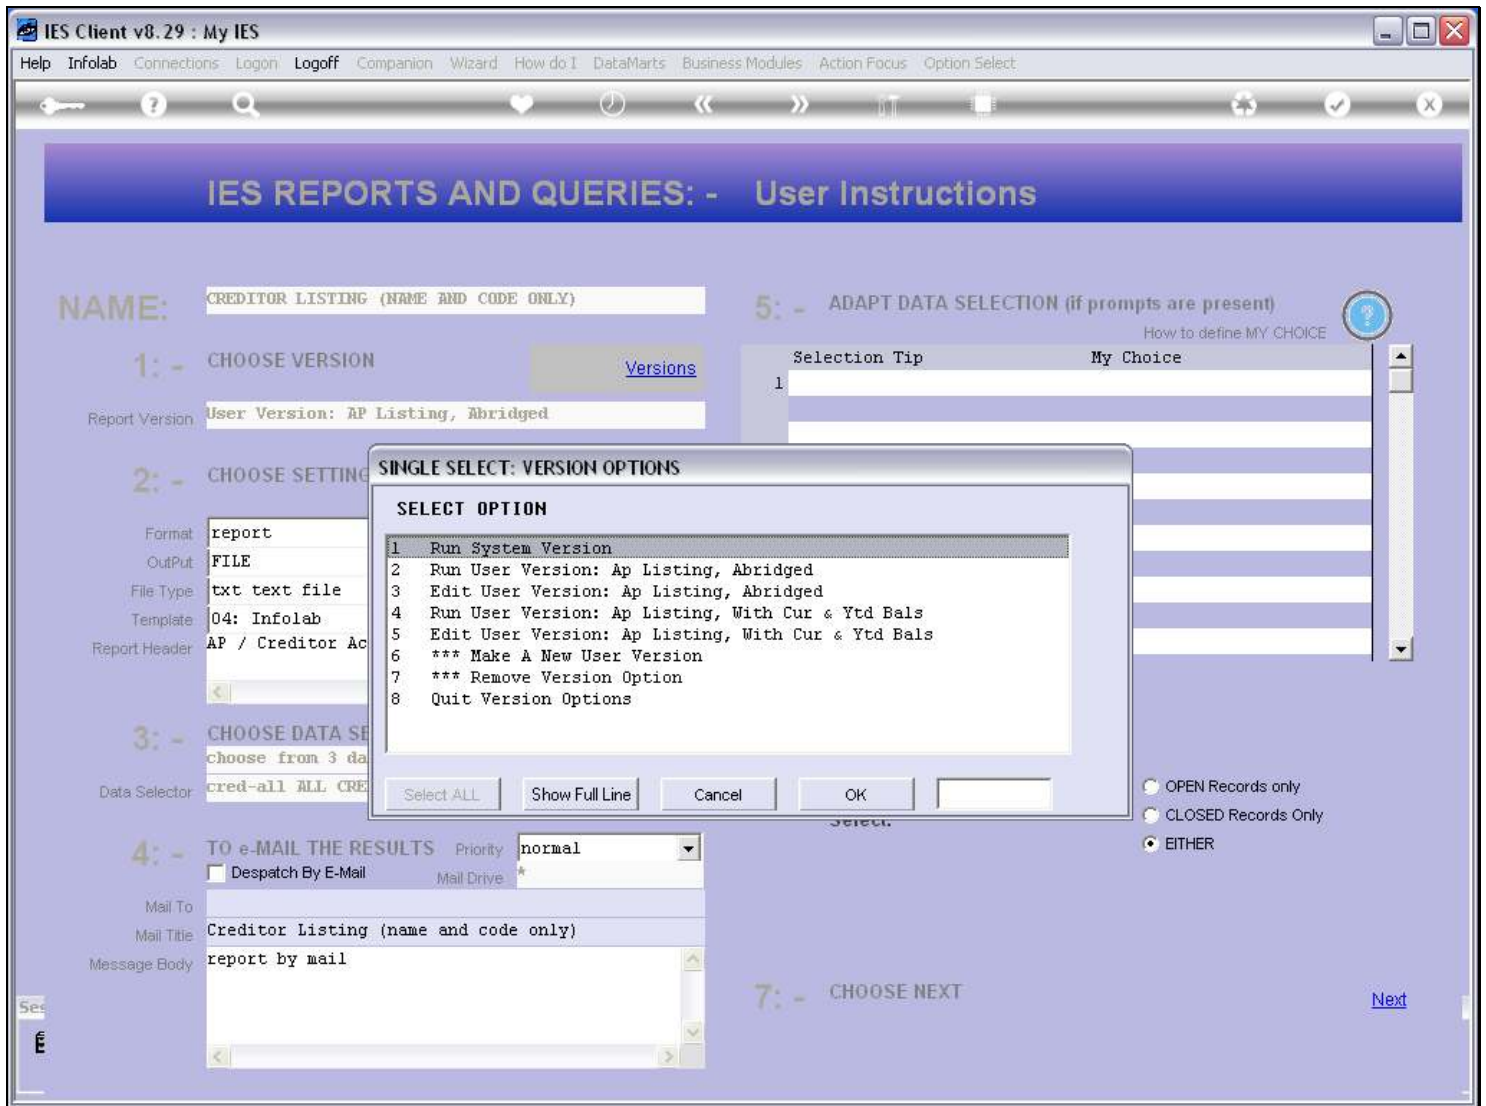 IES Client v8.29 : My IES
Help Infolab Connections Logon Logoff Companion Wizard How do I DataMarts Business Modules Action Focus Option Select
IES REPORTS AND QUERIES: - User Instructions
NAME: CREDITOR LISTING (NAME AND CODE ONLY)
1: - CHOOSE VERSION
Versions
Report Version User Version: AP Listing, Abridged
2: - CHOOSE SETTING
Format report
OutPut FILE
File Type txt text file
Template 04: Infolab
Report Header AP / Creditor Ac
3: - CHOOSE DATA SE
choose from 3 da
Data Selector cred-all ALL CRE
4: - TO e-MAIL THE RESULTS Priority normal
Despatch By E-Mail Mail Drive *
Mail To
Mail Title Creditor Listing (name and code only)
Message Body report by mail
Ses
5: - ADAPT DATA SELECTION (if prompts are present)
How to define MY CHOICE
?
Selection Tip My Choice
1
SINGLE SELECT: VERSION OPTIONS
SELECT OPTION
1 Run System Version
2 Run User Version: Ap Listing, Abridged
3 Edit User Version: Ap Listing, Abridged
4 Run User Version: Ap Listing, With Cur & Ytd Bals
5 Edit User Version: Ap Listing, With Cur & Ytd Bals
6 *** Make A New User Version
7 *** Remove Version Option
8 Quit Version Options
Select ALL Show Full Line Cancel OK
Select:
OPEN Records only
CLOSED Records Only
EITHER
7: - CHOOSE NEXT
Next